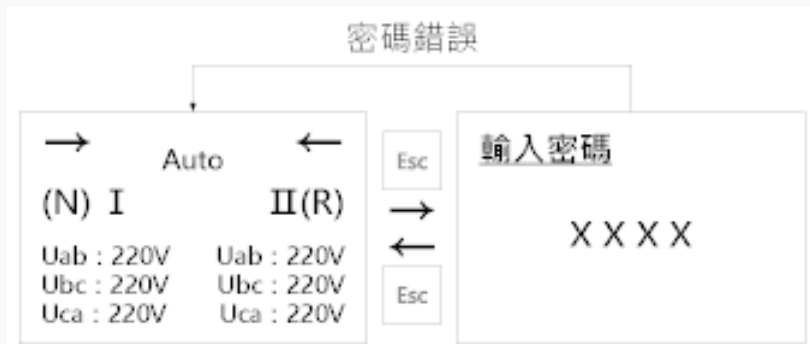 密碼錯誤
→ Auto ←
(N) I II(R)
Uab : 220V Uab : 220V
Ubc : 220V Ubc : 220V
Uca : 220V Uca : 220V
Esc
→
←
Esc
輸入密碼
X X X X